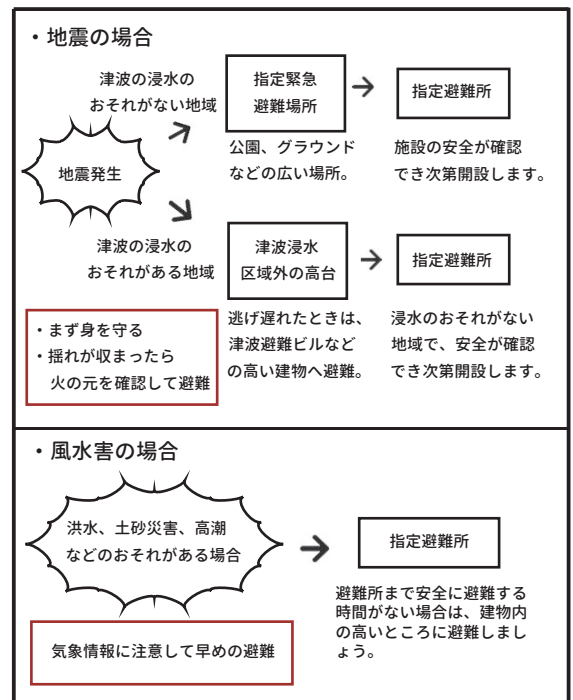 ・地震の場合
津波の浸水の
おそれがない地域
指定緊急
避難場所
指定避難所
公園、グラウンド
などの広い場所。
施設の安全が確認
でき次第開設します。
地震発生
津波の浸水の
おそれがある地域
津波浸水
区域外の高台
指定避難所
逃げ遅れたときは、
津波避難ビルなど
の高い建物へ避難。
浸水のおそれがない
地域で、安全が確認
でき次第開設します。
・まず身を守る
・揺れが収まったら
火の元を確認して避難
・風水害の場合
洪水、土砂災害、高潮
などのおそれがある場合
指定避難所
避難所まで安全に避難する
時間がない場合は、建物内
の高いところに避難しまし
ょう。
気象情報に注意して早めの避難